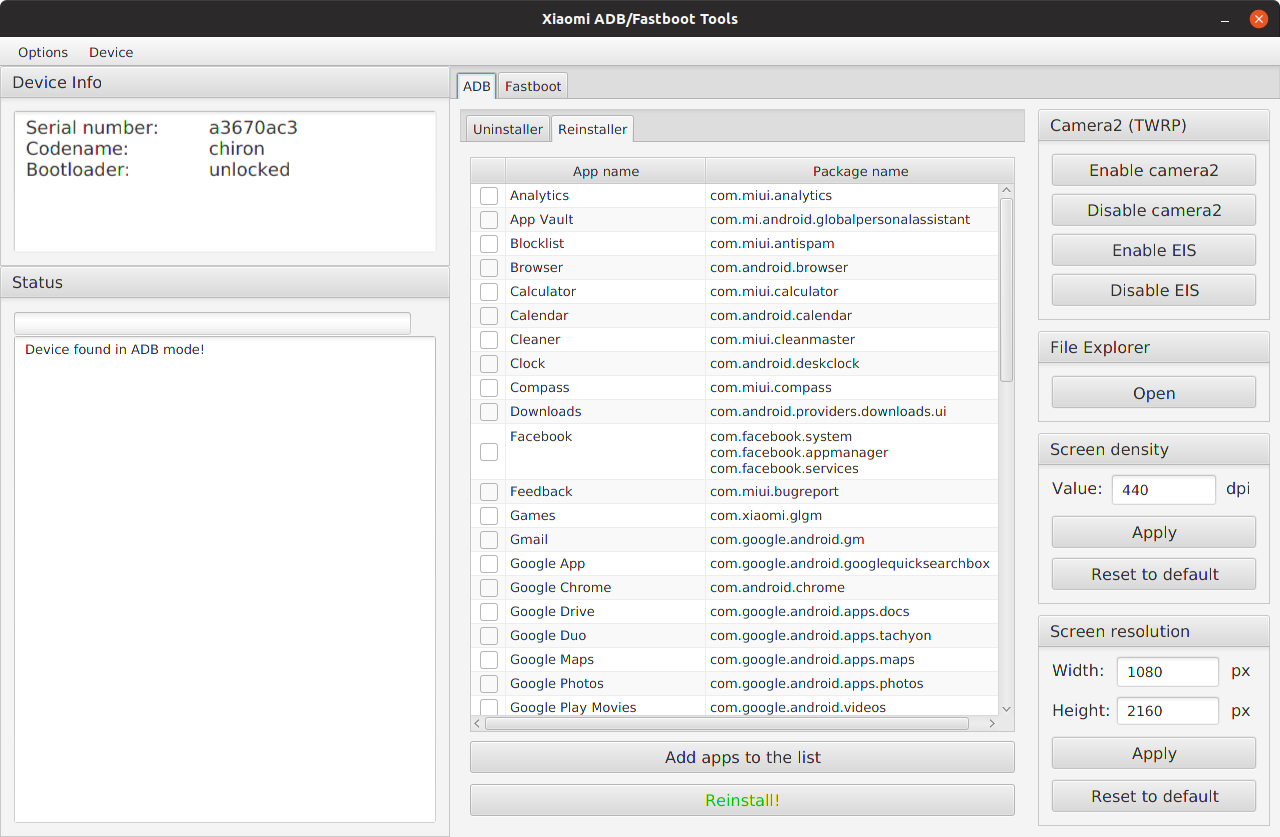 Xiaomi ADB/Fastboot Tools
Options Device
Device Info
Serial number: a3670ac3
Codename: chiron
Bootloader: unlocked
Status
Device found in ADB mode!
ADB Fastboot
Uninstaller Reinstaller
App name Package name
Analytics com.miui.analytics
App Vault com.mi.android.globalpersonalassistant
Blocklist com.miui.antispam
Browser com.android.browser
Calculator com.miui.calculator
Calendar com.android.calendar
Cleaner com.miui.cleanmaster
Clock com.android.deskclock
Compass com.miui.compass
Downloads com.android.providers.downloads.ui
Facebook com.facebook.system
com.facebook.appmanager
com.facebook.services
Feedback com.miui.bugreport
Games com.xiaomi.glgm
Gmail com.google.android.gm
Google App com.google.android.googlequicksearchbox
Google Chrome com.android.chrome
Google Drive com.google.android.apps.docs
Google Duo com.google.android.apps.tachyon
Google Maps com.google.android.apps.maps
Google Photos com.google.android.apps.photos
Google Play Movies com.google.android.videos
Add apps to the list
Reinstall!
Camera2 (TWRP)
Enable camera2
Disable camera2
Enable EIS
Disable EIS
File Explorer
Open
Screen density
Value: 440 dpi
Apply
Reset to default
Screen resolution
Width: 1080 px
Height: 2160 px
Apply
Reset to default